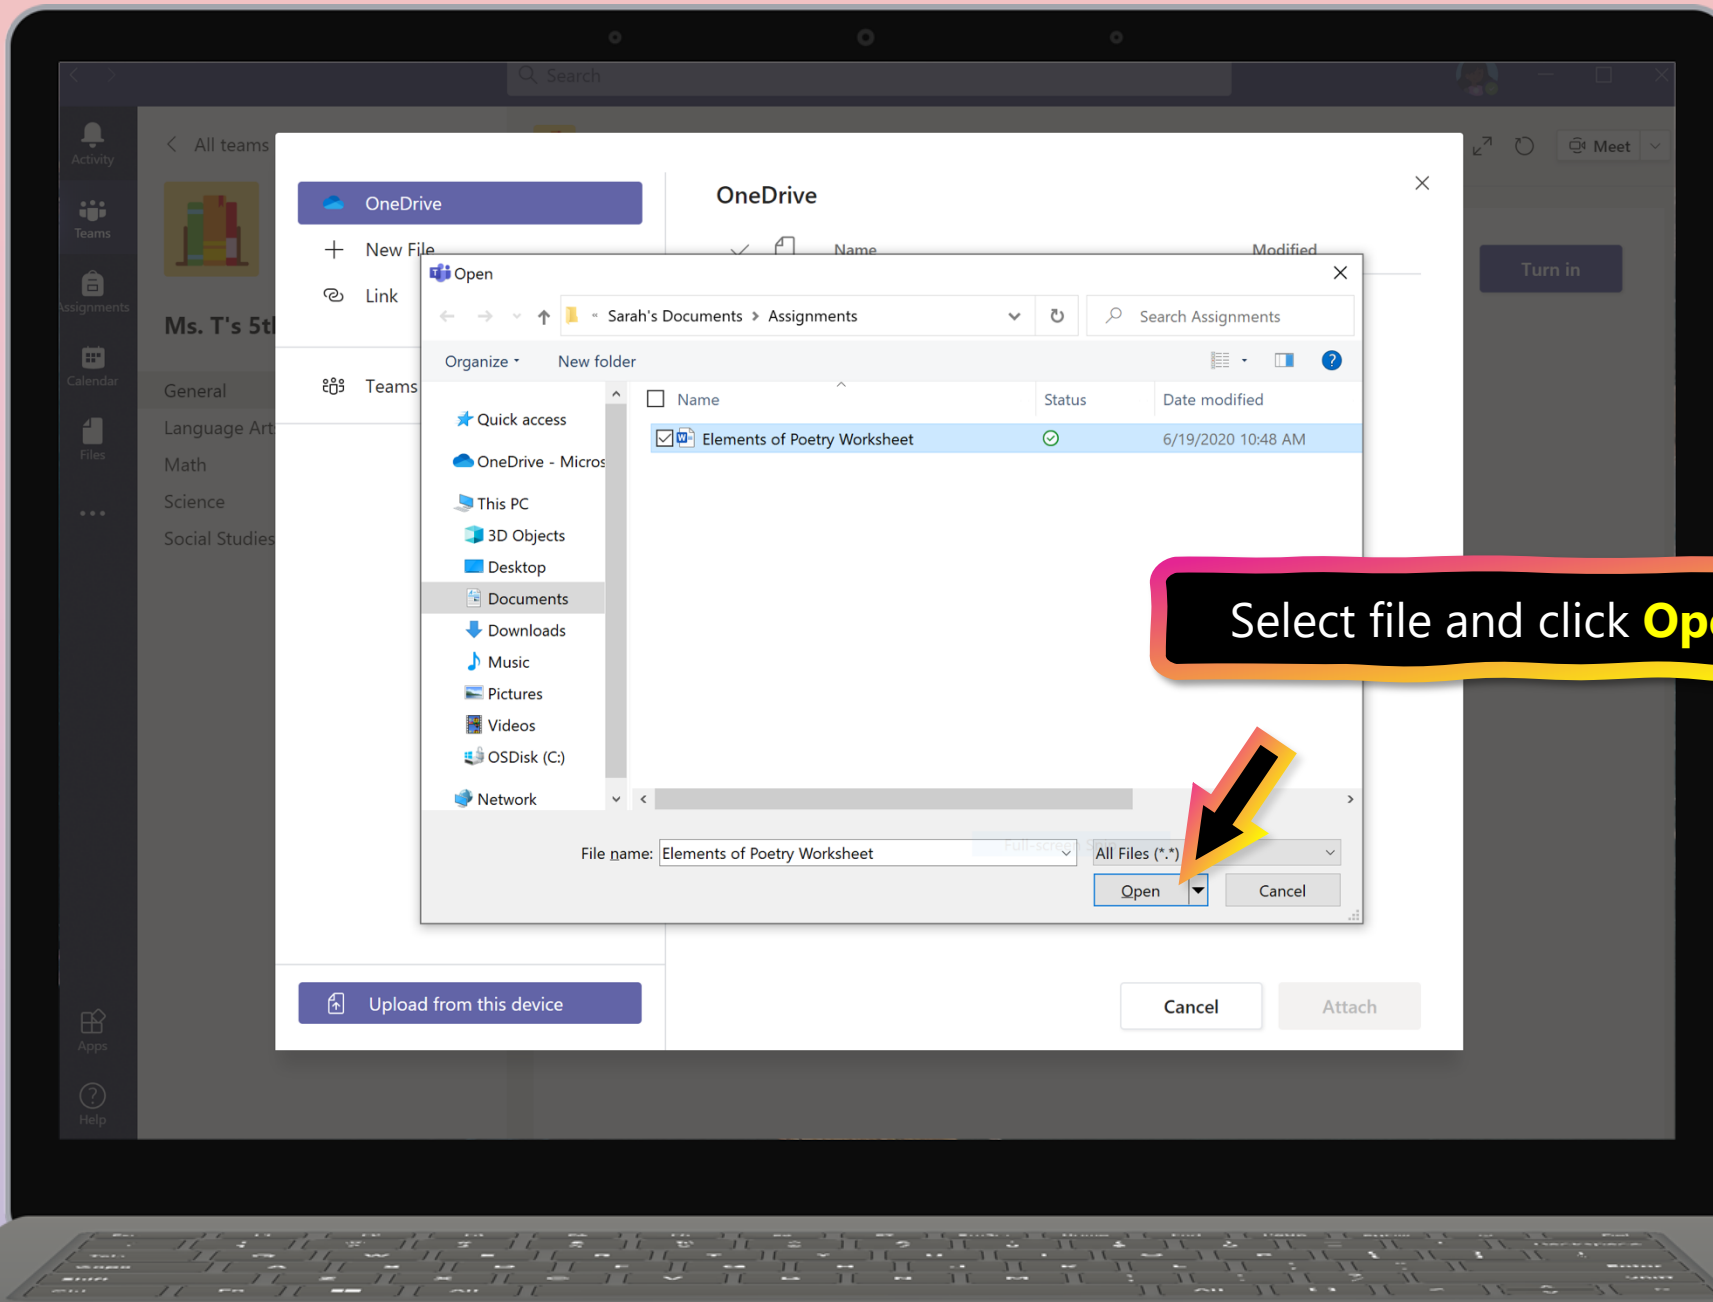 Search
Activity
Teams
Assignments
Calendar
Files
Apps
Help
All teams
Ms. T's 5th
General
Language Art
Math
Science
Social Studies
Meet
Turn in
OneDrive
New File
Link
Teams
Upload from this device
OneDrive
Name Modified
Cancel Attach
Open
« Sarah's Documents > Assignments
Search Assignments
Organize New folder
Quick access
OneDrive - Micros
This PC
3D Objects
Desktop
Documents
Downloads
Music
Pictures
Videos
OSDisk (C:)
Network
Name Status Date modified
Elements of Poetry Worksheet 6/19/2020 10:48 AM
File name: Elements of Poetry Worksheet
All Files (*.*)
Open Cancel
Select file and click Ope